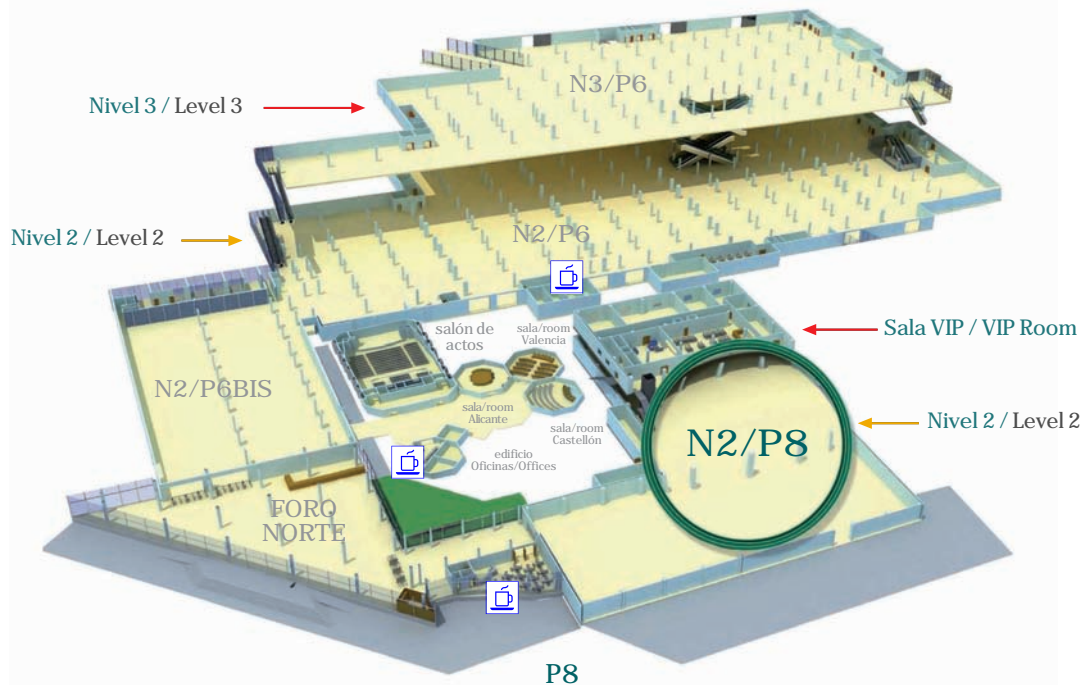 N3/P6
Nivel 3 / Level 3
Nivel 2 / Level 2
N2/P6
salón de
actos
sala/room
Valencia
Sala VIP / VIP Room
N2/P6BIS
sala/room
Alicante
sala/room
Castellón
Nivel 2 / Level 2
N2/P8
edificio
Oficinas/Offices
FORO
NORTE
P8